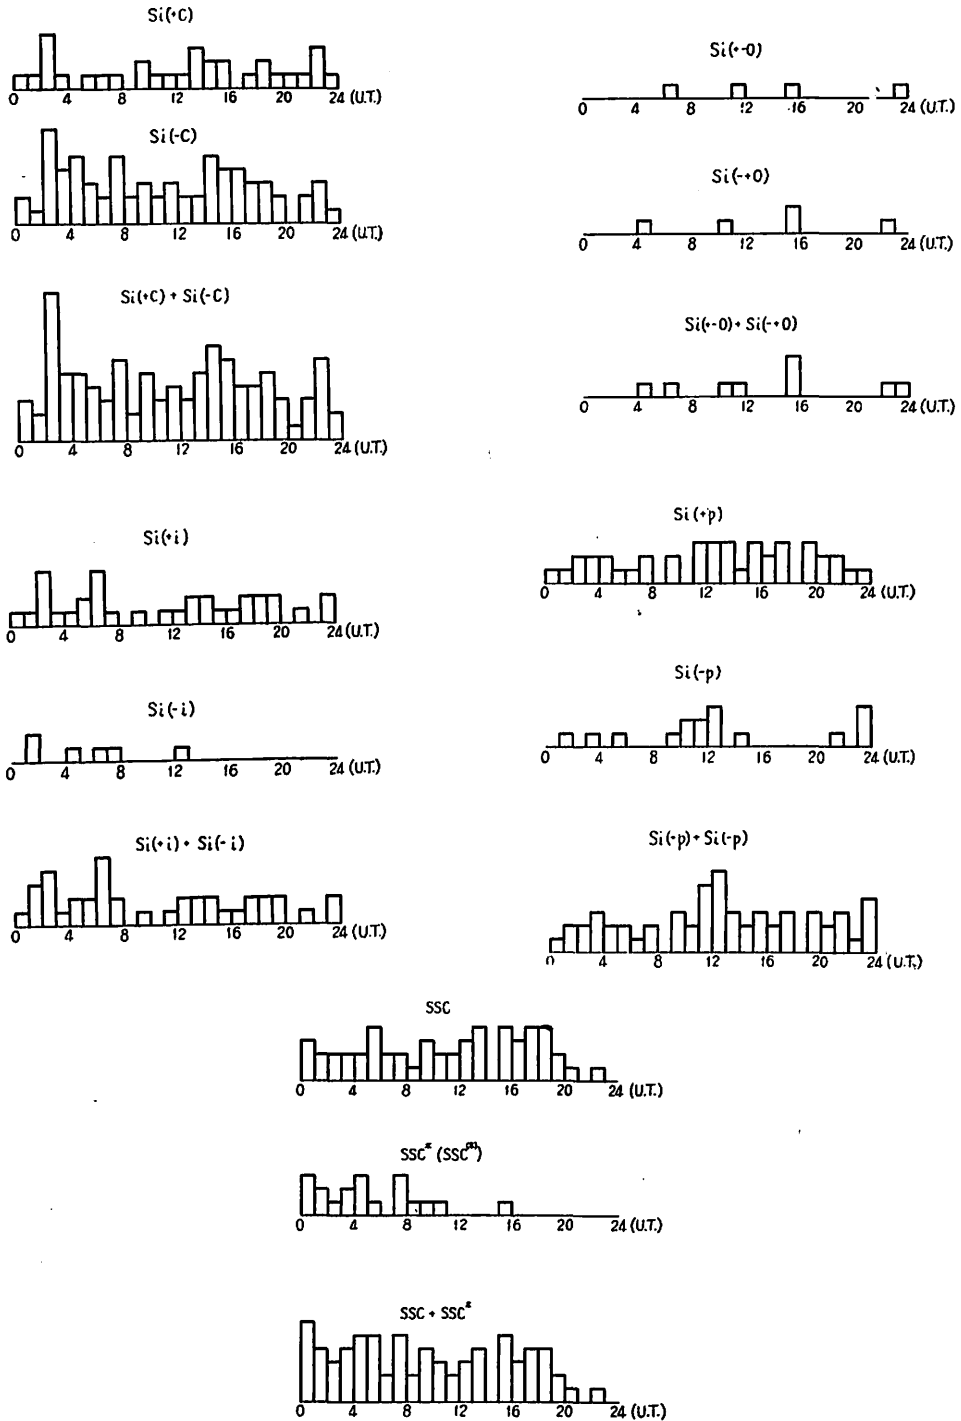 Si(+C)
0 4 8 12 16 20 24 (U.T.)
Si(-C)
0 4 8 12 16 20 24 (U.T.)
Si(+C) + Si(-C)
0 4 8 12 16 20 24 (U.T.)
Si(+i)
0 4 8 12 16 20 24 (U.T.)
Si(-i)
0 4 8 12 16 20 24 (U.T.)
Si(+i) + Si(-i)
0 4 8 12 16 20 24 (U.T.)
Si(+-0)
0 4 8 12 16 20 24 (U.T.)
Si(-+0)
0 4 8 12 16 20 24 (U.T.)
Si(+-0) + Si(-+0)
0 4 8 12 16 20 24 (U.T.)
Si(+p)
0 4 8 12 16 20 24 (U.T.)
Si(-p)
0 4 8 12 16 20 24 (U.T.)
Si(+p) + Si(-p)
0 4 8 12 16 20 24 (U.T.)
SSC
0 4 8 12 16 20 24 (U.T.)
SSC* (SSC(*))
0 4 8 12 16 20 24 (U.T.)
SSC + SSC*
0 4 8 12 16 20 24 (U.T.)